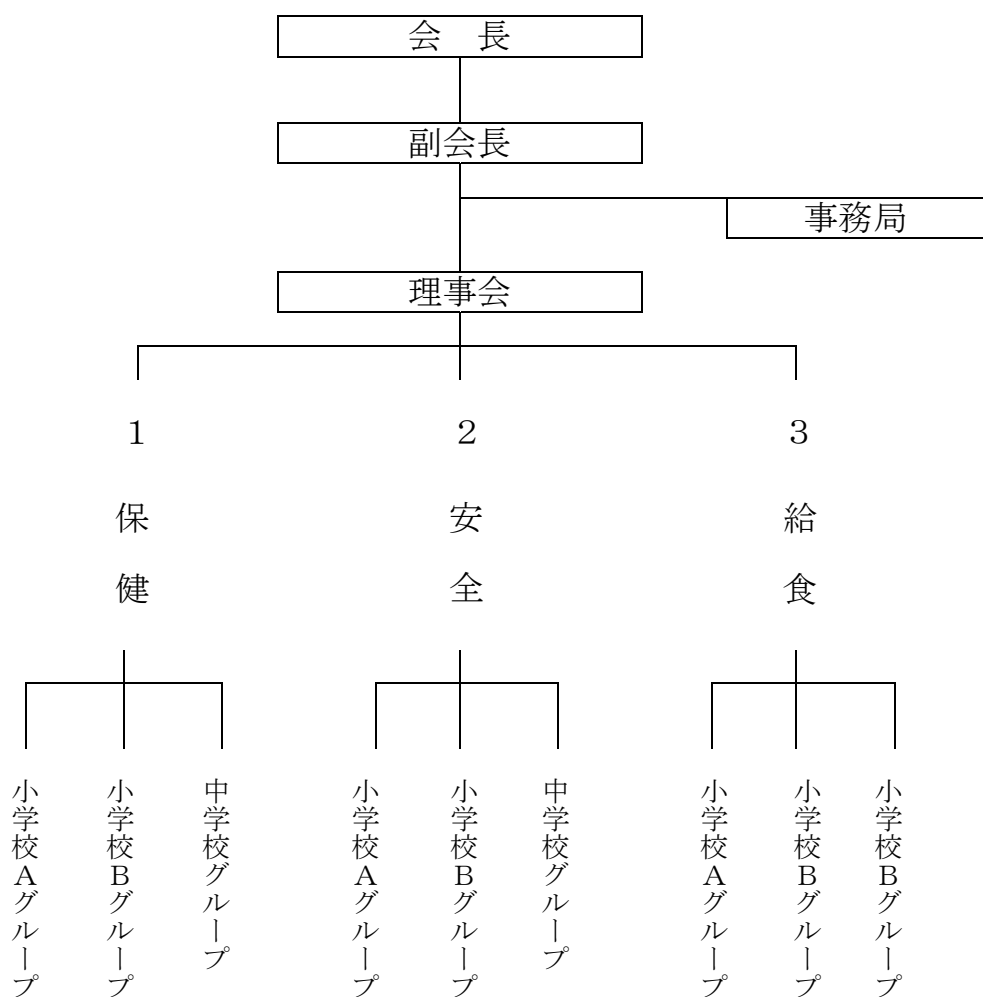 会　長
副会長
事務局
理事会
1
2
3
保健
安全
給食
小学校Aグループ
小学校Bグループ
中学校グループ
小学校Aグループ
小学校Bグループ
中学校グループ
小学校Aグループ
小学校Bグループ
小学校Bグループ